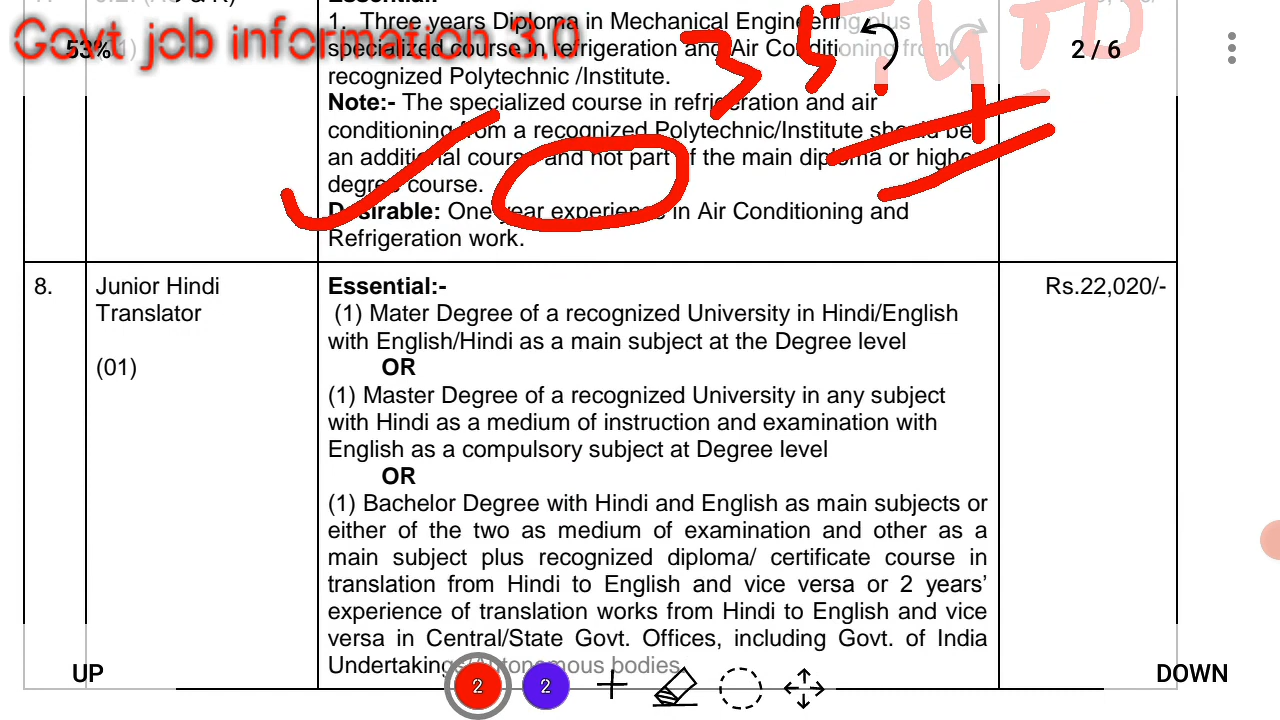 Essential:-
1. Three years Diploma in Mechanical Engineering plus
Govt job information 3.0
53%
specialized course in refrigeration and Air Conditioning from
2 / 6
recognized Polytechnic /Institute.
Note:- The specialized course in refrigeration and air
conditioning from a recognized Polytechnic/Institute should be
an additional course and not part of the main diploma or higher
degree course.
Desirable: One year experience in Air Conditioning and
Refrigeration work.
8.
Junior Hindi
Translator
(01)
Essential:-
(1) Mater Degree of a recognized University in Hindi/English
with English/Hindi as a main subject at the Degree level
OR
(1) Master Degree of a recognized University in any subject
with Hindi as a medium of instruction and examination with
English as a compulsory subject at Degree level
OR
(1) Bachelor Degree with Hindi and English as main subjects or
either of the two as medium of examination and other as a
main subject plus recognized diploma/ certificate course in
translation from Hindi to English and vice versa or 2 years'
experience of translation works from Hindi to English and vice
versa in Central/State Govt. Offices, including Govt. of India
Undertakings/Autonomous bodies
Rs.22,020/-
UP
2
2
DOWN